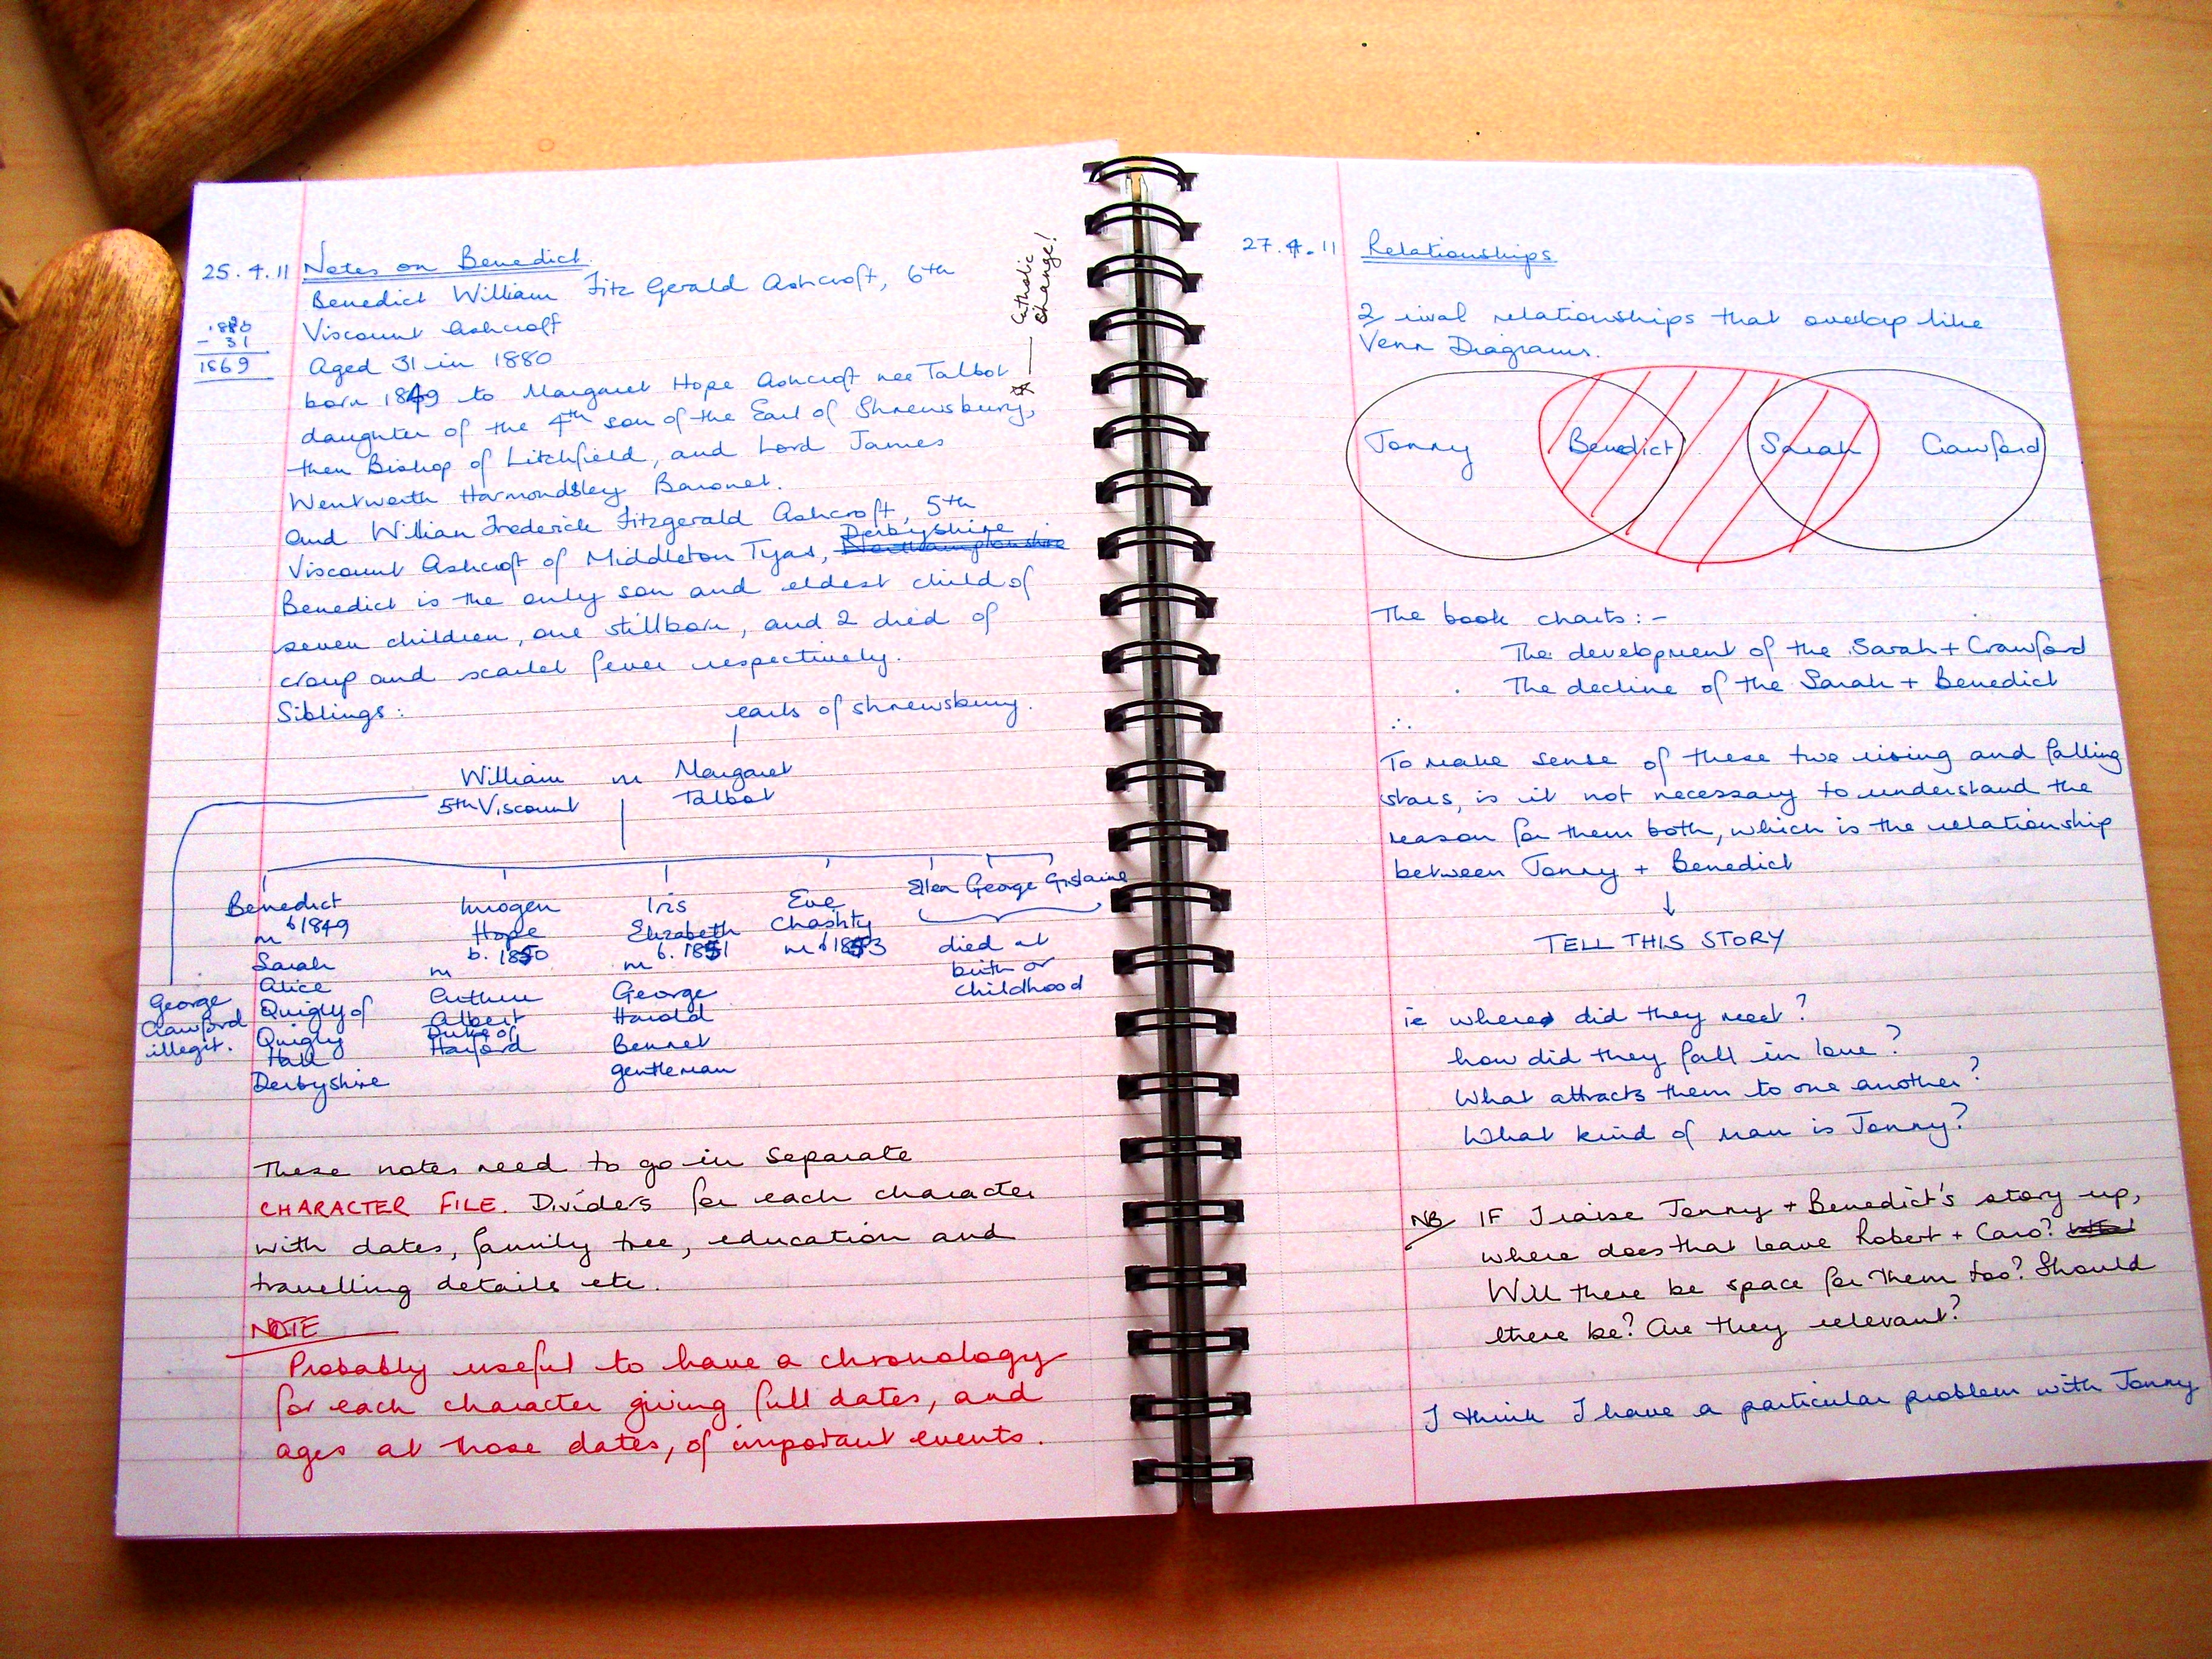 25.4.11 Notes on Benedict.
Benedict William Fitz Gerald Ashcroft, 6th
Viscount Ashcroft
1880
- 31
1869
Aged 31 in 1880
born 1849 to Margaret Hope Ashcroft nee Talbot
daughter of the 4th son of the Earl of Shrewsbury,
then Bishop of Litchfield, and Lord James
Wentworth Harmondsley Baronet.
☆ — Catholic
change!
and William Frederick Fitzgerald Ashcroft, 5th
Viscount Ashcroft of Middleton Tyas, Derbyshire
Benedict is the only son and eldest child of
seven children, one stillborn, and 2 died of
croup and scarlet fever respectively.
Siblings:
earls of shrewsbury.
William m Margaret
5th Viscount Talbot
Benedict
b 1849
m
Sarah
Alice
Quigly of
Quigly
Hall
Derbyshire
Imogen
Hope
b. 1850
m
Arthur
Albert
Duke of
Harford
Iris
Elizabeth
b. 1851
m
George
Harold
Bennet
gentleman
Eve
Chastity
m b 1853
Ellen George Gislaine
died at
birth or
childhood
George
Crawford
illegit.
These notes need to go in separate
CHARACTER FILE. Dividers for each character
with dates, family tree, education and
travelling details etc.
NOTE
Probably useful to have a chronology
for each character giving full dates, and
ages at those dates, of important events.
27.4.11 Relationships
2 rival relationships that overlap like
Venn Diagrams.
Jonny Benedict Sarah Crawford
The book charts:-
The development of the Sarah + Crawford
The decline of the Sarah + Benedict
∴
To make sense of these two rising and falling
stars, is it not necessary to understand the
reason for them both, which is the relationship
between Jonny + Benedict
↓
TELL THIS STORY
ie where did they meet?
how did they fall in love?
What attracts them to one another?
What kind of man is Jonny?
NB IF I raise Jonny + Benedict's story up,
where does that leave Robert + Caro?
Will there be space for them too? Should
there be? Are they relevant?
I think I have a particular problem with Jonny